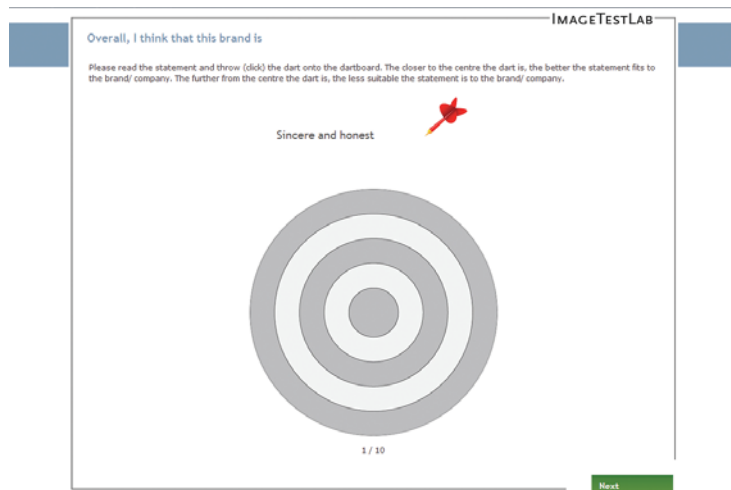 IMAGETESTLAB
Overall, I think that this brand is
Please read the statement and throw (click) the dart onto the dartboard. The closer to the centre the dart is, the better the statement fits to
the brand/ company. The further from the centre the dart is, the less suitable the statement is to the brand/ company.
Sincere and honest
1 / 10
Next